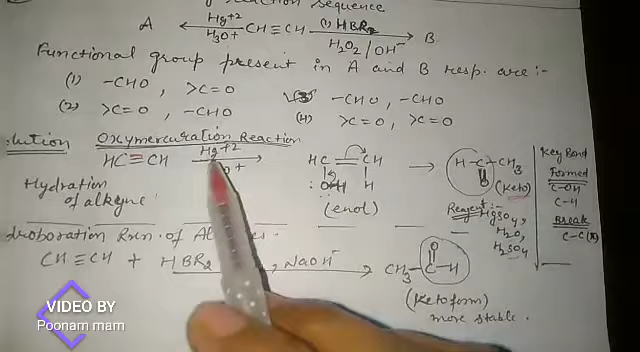 reaction sequence
A ←Hg+2 / H3O+— CH≡CH —(1) HBR2 / H2O2/OH⁻→ B
Functional group present in A and B resp. are:-
(1) -CHO, >C=O (3) -CHO, -CHO
(2) >C=O, -CHO (4) >C=O, >C=O
Oxymercuration Reaction
HC≡CH Hg+2 → HC=CH → H-C-CH3
O
:OH H (Keto)
Hydration of alkyne
(enol)
Reagent:-
HgSO4,
H2O,
H2SO4
Key Bond
Formed
C-OH
C-H
Break
C-C(π)
Rxn. of
CH≡CH + HBR2, NaOH → CH3-C-H
O
(Keto form)
more stable.
VIDEO BY
Poonam mam